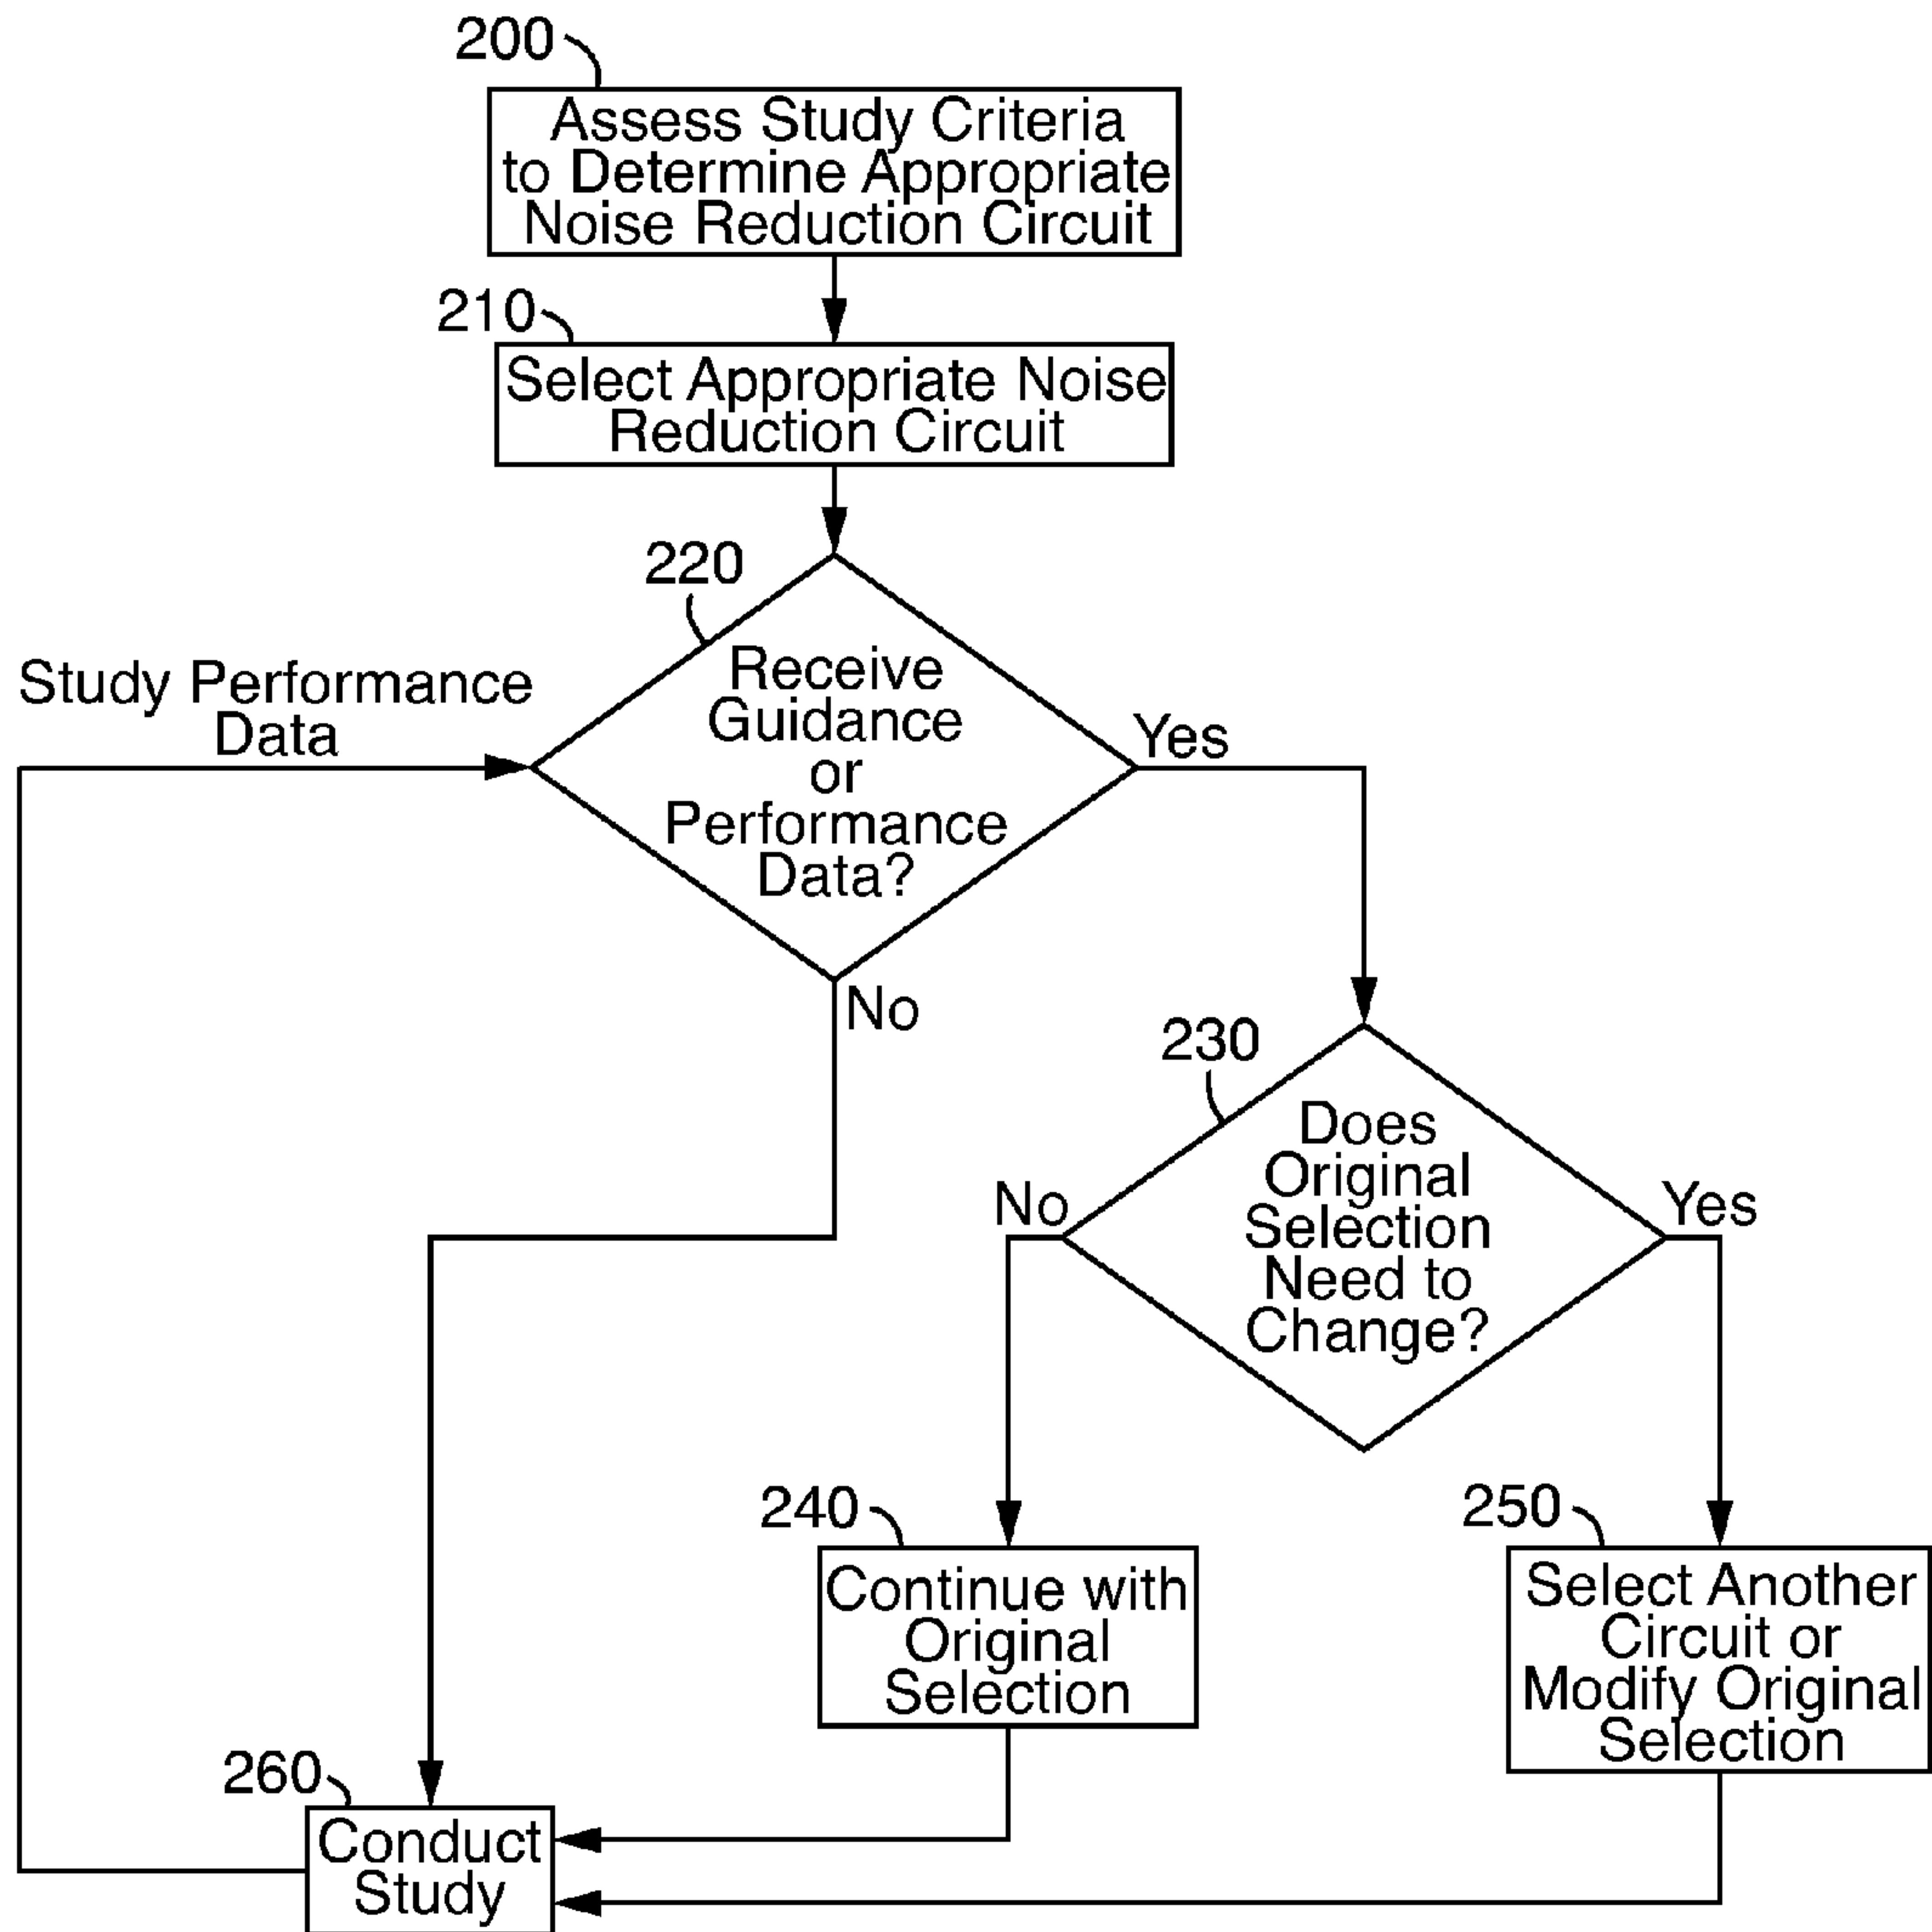 200
Assess Study Criteria
to Determine Appropriate
Noise Reduction Circuit
210
Select Appropriate Noise
Reduction Circuit
220
Receive
Guidance
or
Performance
Data?
Study Performance
Data
Yes
No
230
Does
Original
Selection
Need to
Change?
No
Yes
240
Continue with
Original
Selection
250
Select Another
Circuit or
Modify Original
Selection
260
Conduct
Study